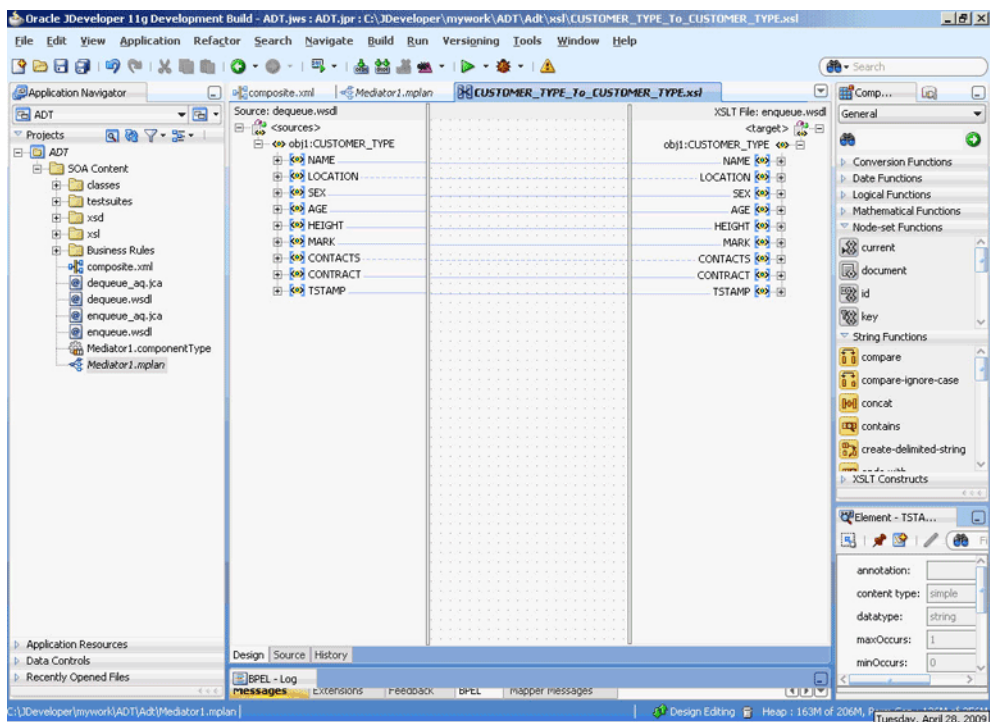 Oracle JDeveloper 11g Development Build - ADT.jws : ADT.jpr : C:\JDeveloper\mywork\ADT\Adt\xsl\CUSTOMER_TYPE_To_CUSTOMER_TYPE.xsl
File Edit View Application Refactor Search Navigate Build Run Versioning Tools Window Help
Search
Application Navigator
ADT
Projects
ADT
SOA Content
classes
testsuites
xsd
xsl
Business Rules
composite.xml
dequeue_aq.jca
dequeue.wsdl
enqueue_aq.jca
enqueue.wsdl
Mediator1.componentType
Mediator1.mplan
Application Resources
Data Controls
Recently Opened Files
composite.xml Mediator1.mplan CUSTOMER_TYPE_To_CUSTOMER_TYPE.xsl
Source: dequeue.wsdl XSLT File: enqueue.wsdl
<sources> <target>
obj1:CUSTOMER_TYPE obj1:CUSTOMER_TYPE
NAME NAME
LOCATION LOCATION
SEX SEX
AGE AGE
HEIGHT HEIGHT
MARK MARK
CONTACTS CONTACTS
CONTRACT CONTRACT
TSTAMP TSTAMP
Design Source History
BPEL - Log
Messages Extensions Feedback BPEL Mapper Messages
Comp...
General
Conversion Functions
Date Functions
Logical Functions
Mathematical Functions
Node-set Functions
current
document
id
key
String Functions
compare
compare-ignore-case
concat
contains
create-delimited-string
XSLT Constructs
Element - TSTA...
Fi
annotation:
content type: simple
datatype: string
maxOccurs: 1
minOccurs: 0
C:\JDeveloper\mywork\ADT\Adt\Mediator1.mplan Design Editing Heap : 163M of 206M,
Tuesday, April 28, 2009